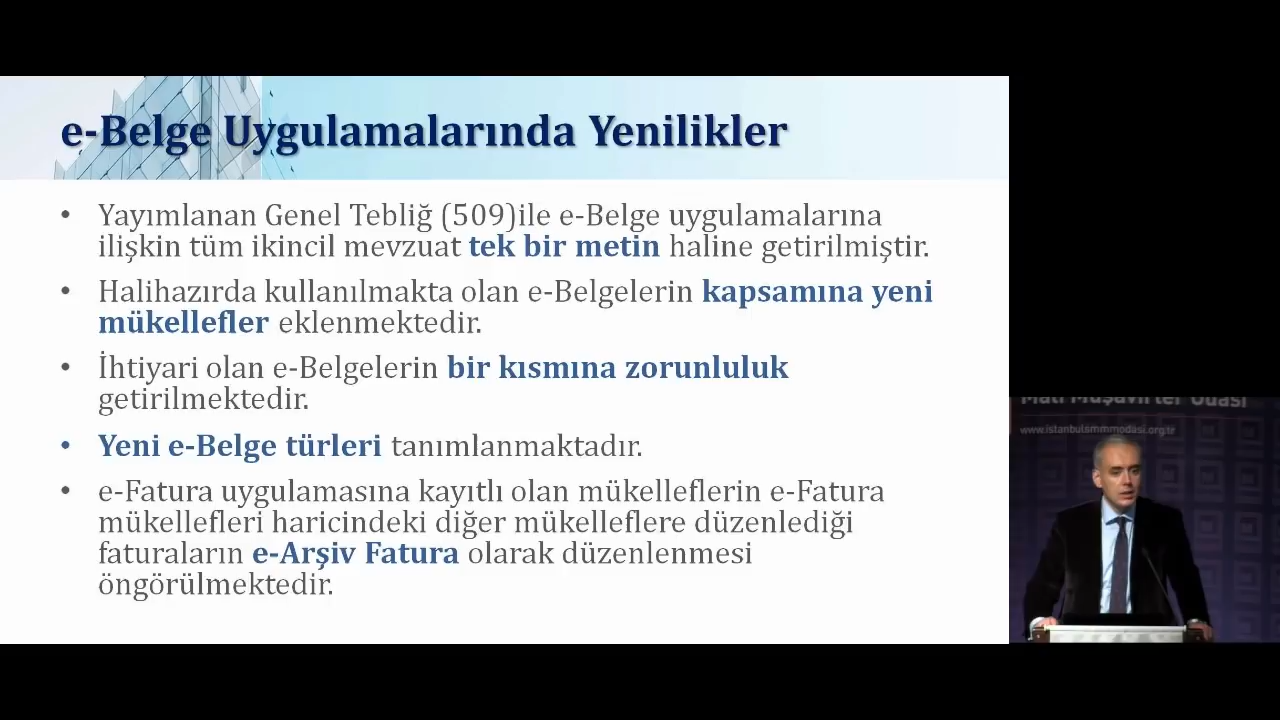 e-Belge Uygulamalarında Yenilikler
• Yayımlanan Genel Tebliğ (509)ile e-Belge uygulamalarına
ilişkin tüm ikincil mevzuat tek bir metin haline getirilmiştir.
• Halihazırda kullanılmakta olan e-Belgelerin kapsamına yeni
mükellefler eklenmektedir.
• İhtiyari olan e-Belgelerin bir kısmına zorunluluk
getirilmektedir.
• Yeni e-Belge türleri tanımlanmaktadır.
• e-Fatura uygulamasına kayıtlı olan mükelleflerin e-Fatura
mükellefleri haricindeki diğer mükelleflere düzenlediği
faturaların e-Arşiv Fatura olarak düzenlenmesi
öngörülmektedir.
Mali Müşavirler Odası
www.istanbulsmmmodasi.org.tr